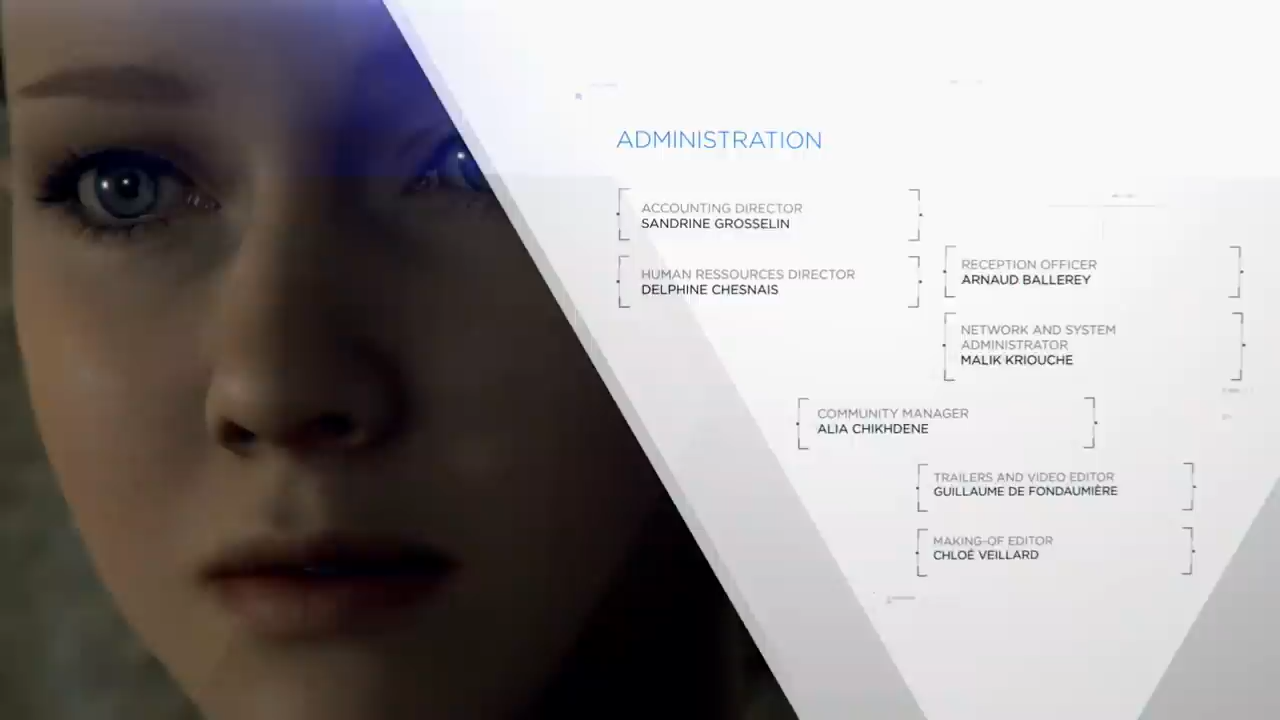 ADMINISTRATION
ACCOUNTING DIRECTOR
SANDRINE GROSSELIN
HUMAN RESSOURCES DIRECTOR
DELPHINE CHESNAIS
RECEPTION OFFICER
ARNAUD BALLEREY
NETWORK AND SYSTEM
ADMINISTRATOR
MALIK KRIOUCHE
COMMUNITY MANAGER
ALIA CHIKHDENE
TRAILERS AND VIDEO EDITOR
GUILLAUME DE FONDAUMIÈRE
MAKING-OF EDITOR
CHLOÉ VEILLARD